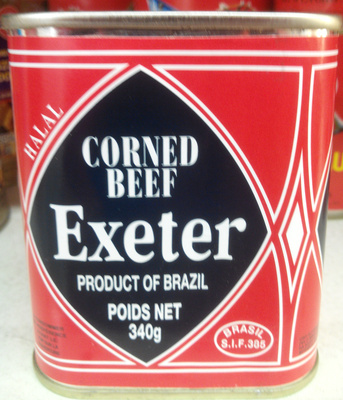 HALAL
CORNED
BEEF
Exeter
PRODUCT OF BRAZIL
POIDS NET
340g
BRASIL
S.I.F. 385